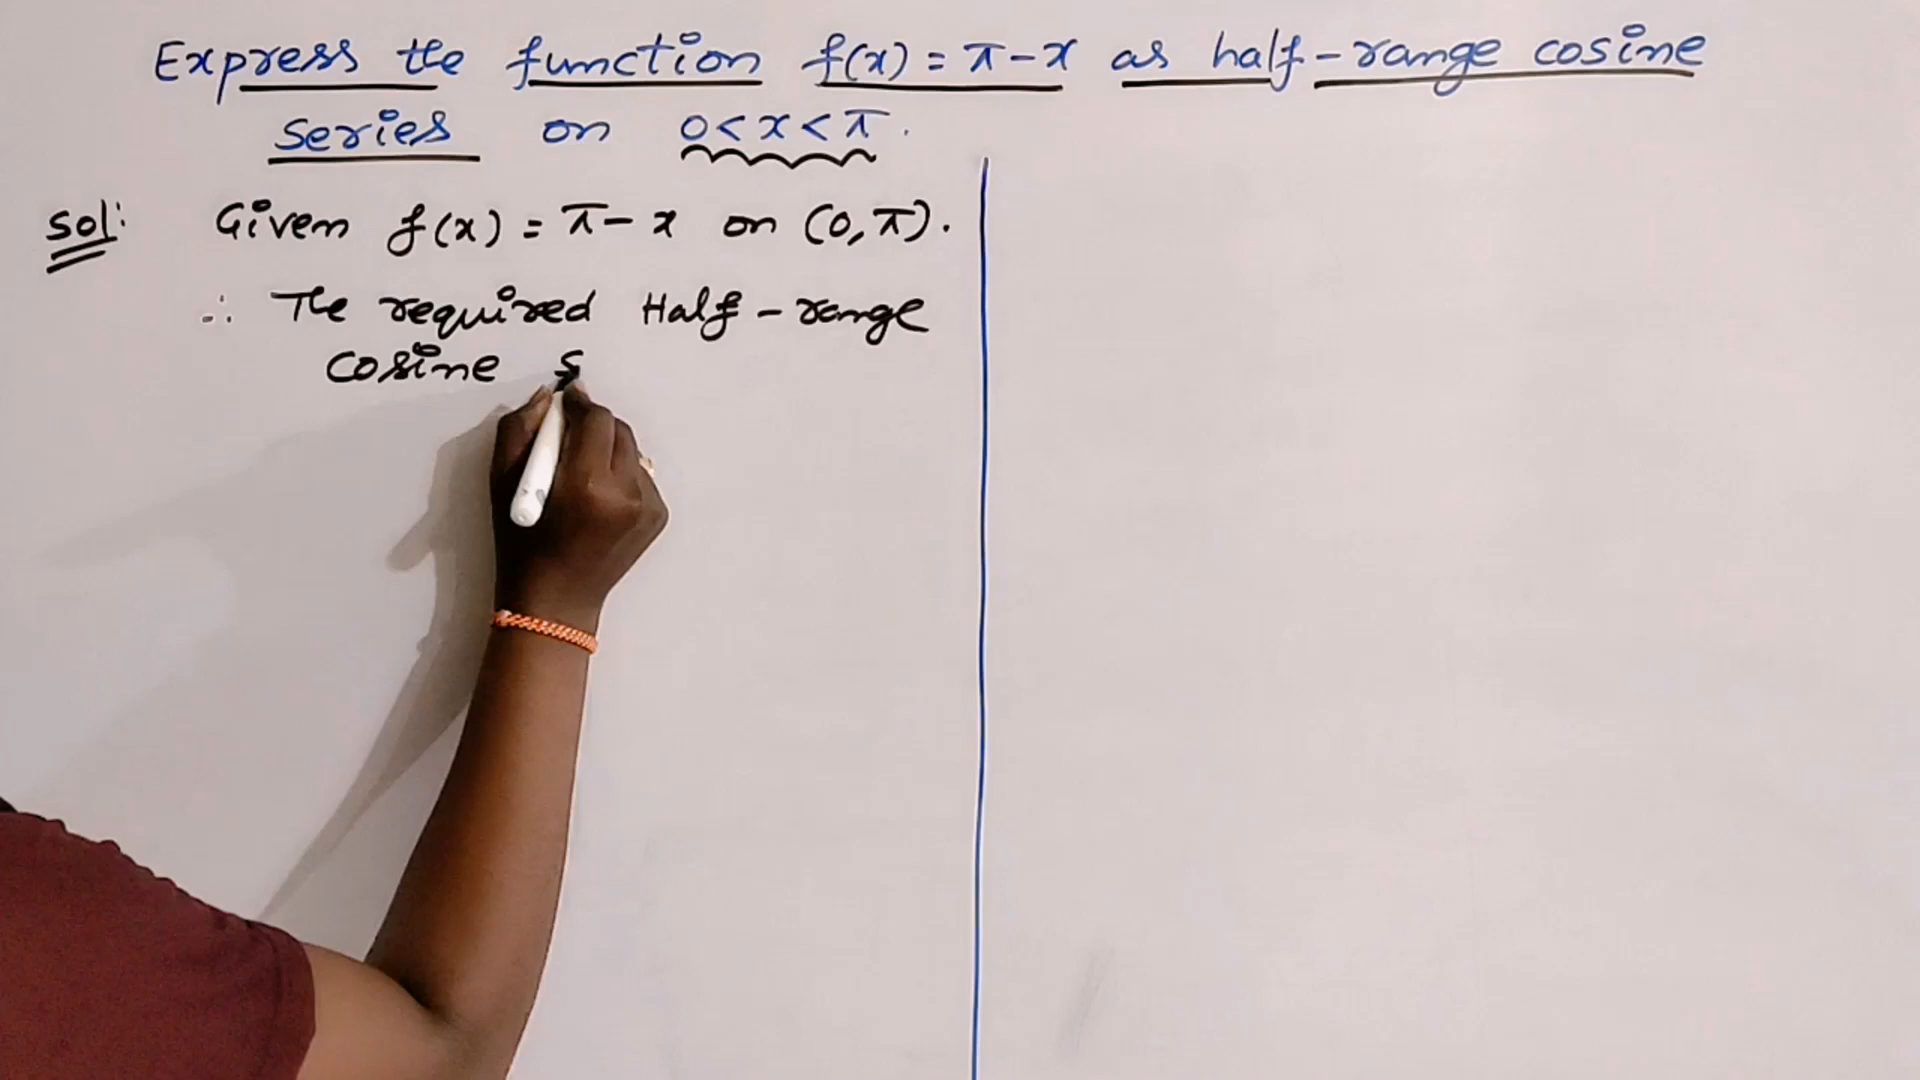 Express the function f(x) = π-x as half-range cosine
series on 0<x<π.
Sol: Given f(x) = π-x on (0,π).
∴ The required Half-range
cosine s